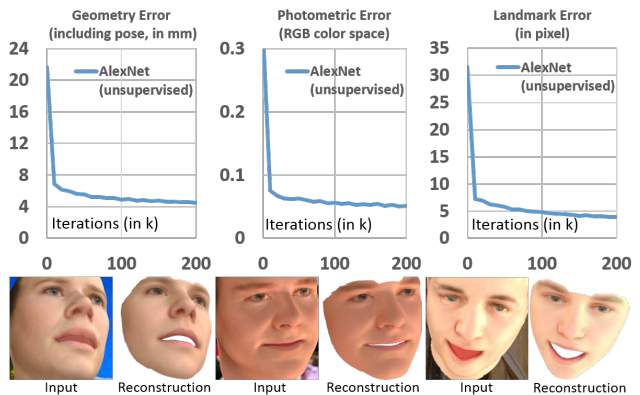 Geometry Error
(including pose, in mm)
24
20
16
12
8
4
0
AlexNet
(unsupervised)
Iterations (in k)
0
100
200
Photometric Error
(RGB color space)
0.3
0.2
0.1
0
AlexNet
(unsupervised)
Iterations (in k)
0
100
200
Landmark Error
(in pixel)
35
30
25
20
15
10
5
0
AlexNet
(unsupervised)
Iterations (in k)
0
100
200
Input
Reconstruction
Input
Reconstruction
Input
Reconstruction